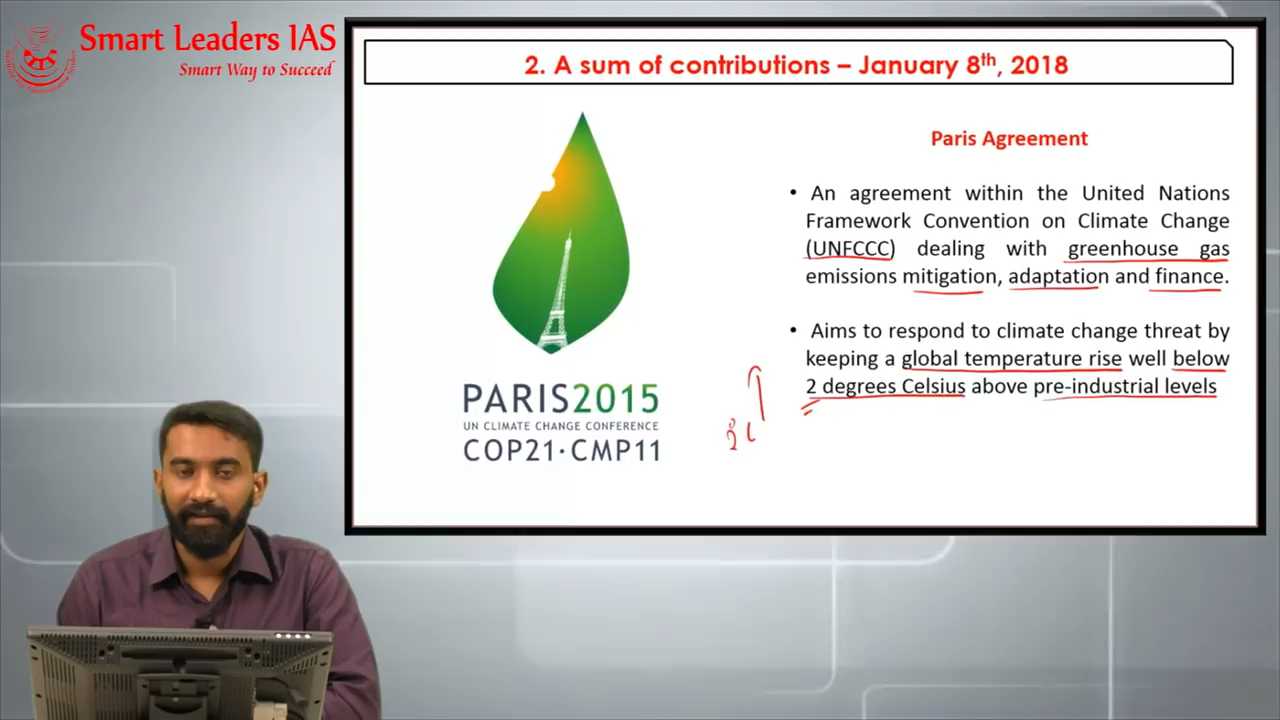 Smart Leaders IAS
Smart Way to Succeed
2. A sum of contributions – January 8th, 2018
Paris Agreement
• An agreement within the United Nations
Framework Convention on Climate Change
(UNFCCC) dealing with greenhouse gas
emissions mitigation, adaptation and finance.
• Aims to respond to climate change threat by
keeping a global temperature rise well below
2 degrees Celsius above pre-industrial levels
PARIS2015
UN CLIMATE CHANGE CONFERENCE
COP21·CMP11